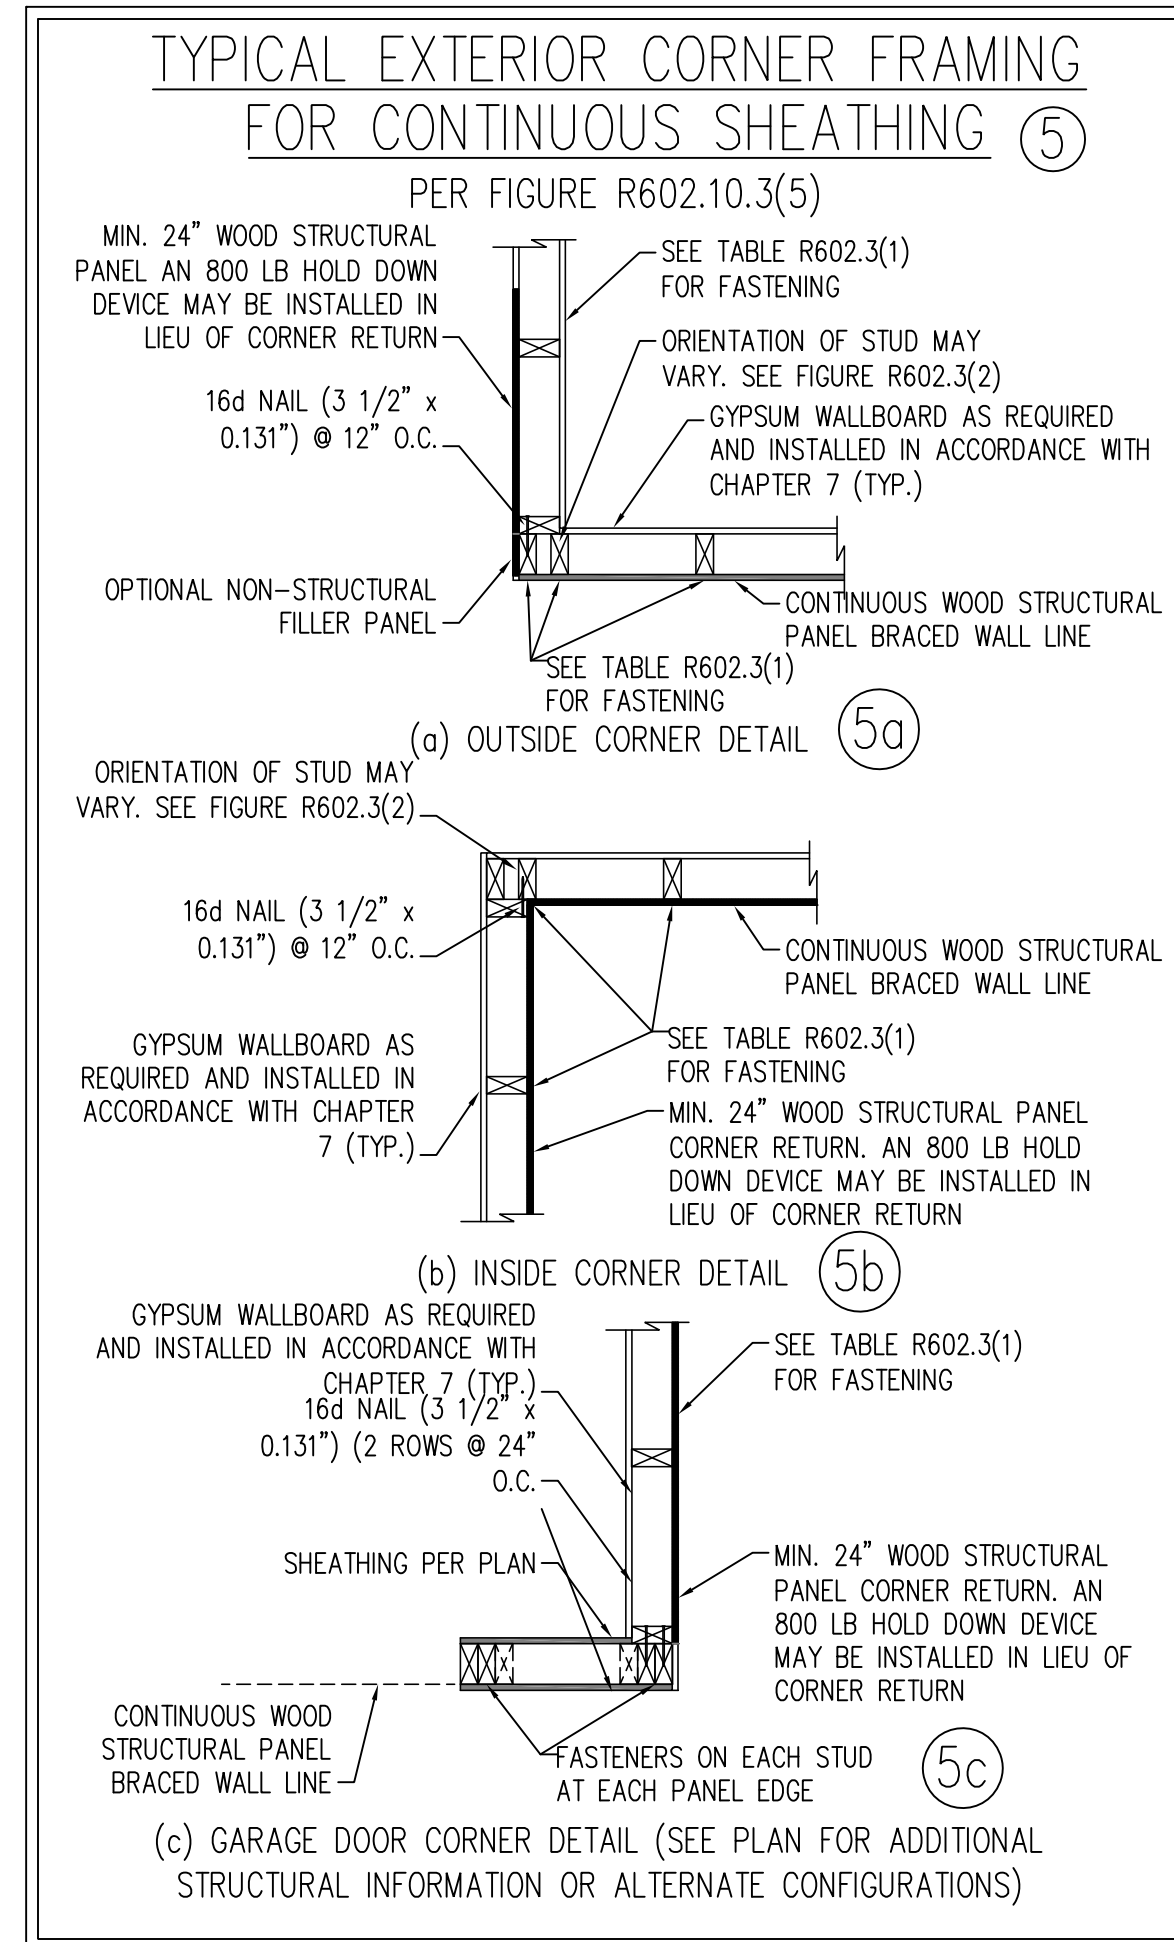 TYPICAL EXTERIOR CORNER FRAMING
FOR CONTINUOUS SHEATHING 5
PER FIGURE R602.10.3(5)
MIN. 24" WOOD STRUCTURAL
PANEL AN 800 LB HOLD DOWN
DEVICE MAY BE INSTALLED IN
LIEU OF CORNER RETURN
SEE TABLE R602.3(1)
FOR FASTENING
ORIENTATION OF STUD MAY
VARY. SEE FIGURE R602.3(2)
16d NAIL (3 1/2" x
0.131") @ 12" O.C.
GYPSUM WALLBOARD AS REQUIRED
AND INSTALLED IN ACCORDANCE WITH
CHAPTER 7 (TYP.)
OPTIONAL NON-STRUCTURAL
FILLER PANEL
CONTINUOUS WOOD STRUCTURAL
PANEL BRACED WALL LINE
SEE TABLE R602.3(1)
FOR FASTENING
(a) OUTSIDE CORNER DETAIL 5a
ORIENTATION OF STUD MAY
VARY. SEE FIGURE R602.3(2)
16d NAIL (3 1/2" x
0.131") @ 12" O.C.
CONTINUOUS WOOD STRUCTURAL
PANEL BRACED WALL LINE
GYPSUM WALLBOARD AS
REQUIRED AND INSTALLED IN
ACCORDANCE WITH CHAPTER
7 (TYP.)
SEE TABLE R602.3(1)
FOR FASTENING
MIN. 24" WOOD STRUCTURAL PANEL
CORNER RETURN. AN 800 LB HOLD
DOWN DEVICE MAY BE INSTALLED IN
LIEU OF CORNER RETURN
(b) INSIDE CORNER DETAIL 5b
GYPSUM WALLBOARD AS REQUIRED
AND INSTALLED IN ACCORDANCE WITH
CHAPTER 7 (TYP.)
16d NAIL (3 1/2" x
0.131") (2 ROWS @ 24"
O.C.
SEE TABLE R602.3(1)
FOR FASTENING
SHEATHING PER PLAN
MIN. 24" WOOD STRUCTURAL
PANEL CORNER RETURN. AN
800 LB HOLD DOWN DEVICE
MAY BE INSTALLED IN LIEU OF
CORNER RETURN
CONTINUOUS WOOD
STRUCTURAL PANEL
BRACED WALL LINE
FASTENERS ON EACH STUD
AT EACH PANEL EDGE
5c
(c) GARAGE DOOR CORNER DETAIL (SEE PLAN FOR ADDITIONAL
STRUCTURAL INFORMATION OR ALTERNATE CONFIGURATIONS)